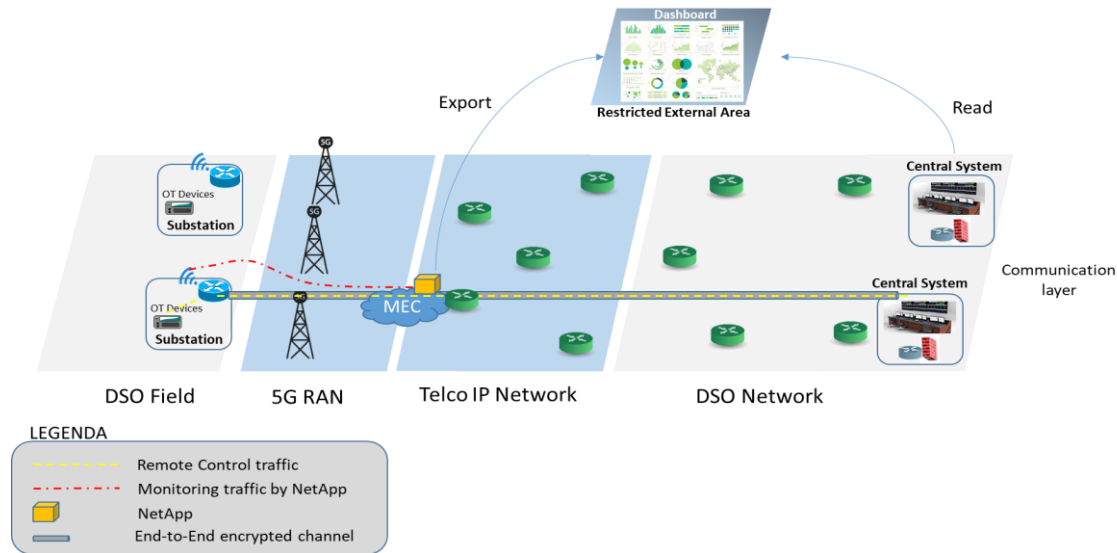 Dashboard
Restricted External Area
Export
Read
5G
5G
OT Devices
Substation
Central System
Communication
layer
OT Devices
Substation
MEC
Central System
DSO Field
5G RAN
Telco IP Network
DSO Network
LEGENDA
Remote Control traffic
Monitoring traffic by NetApp
NetApp
End-to-End encrypted channel